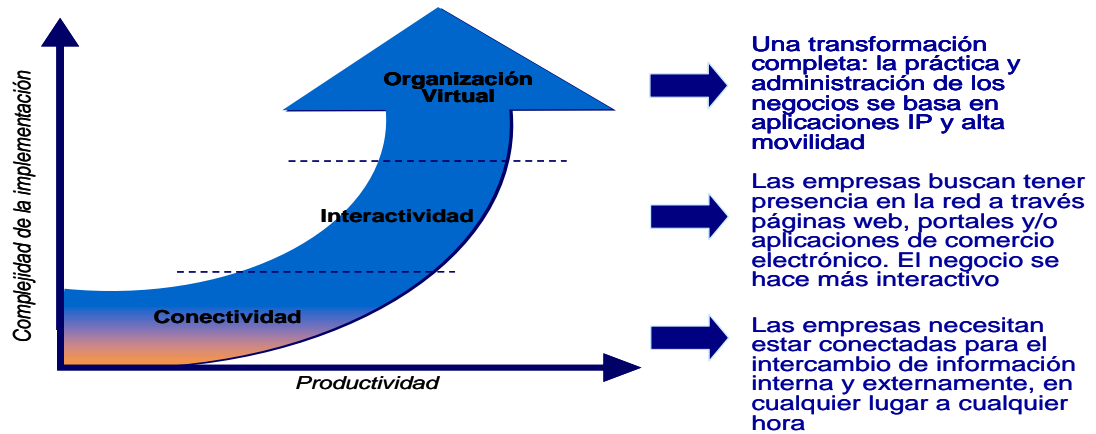 Complejidad de la implementación
Organización
Virtual
Interactividad
Conectividad
Productividad
Una transformación
completa: la práctica y
administración de los
negocios se basa en
aplicaciones IP y alta
movilidad
Las empresas buscan tener
presencia en la red a través
páginas web, portales y/o
aplicaciones de comercio
electrónico. El negocio se
hace más interactivo
Las empresas necesitan
estar conectadas para el
intercambio de información
interna y externamente, en
cualquier lugar a cualquier
hora